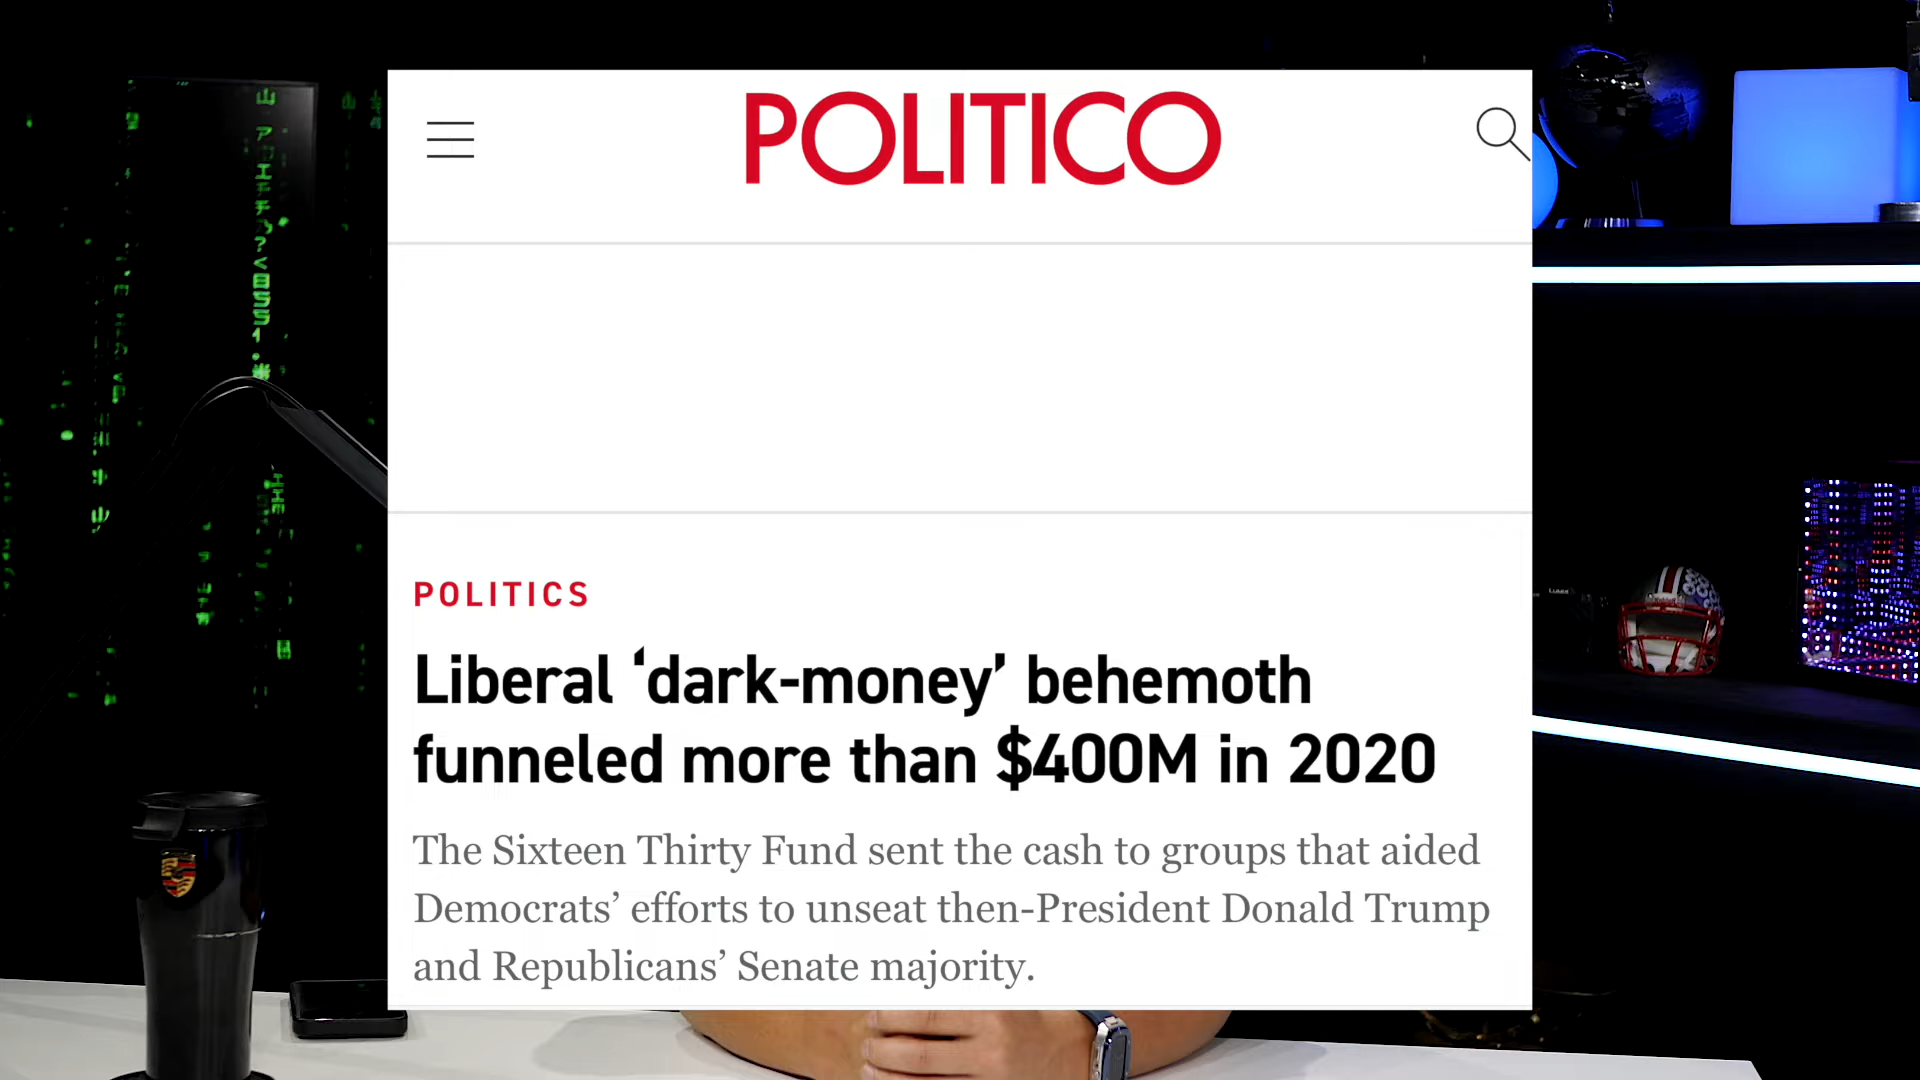 POLITICO
POLITICS
Liberal ‘dark-money’ behemoth
funneled more than $400M in 2020
The Sixteen Thirty Fund sent the cash to groups that aided
Democrats’ efforts to unseat then-President Donald Trump
and Republicans’ Senate majority.